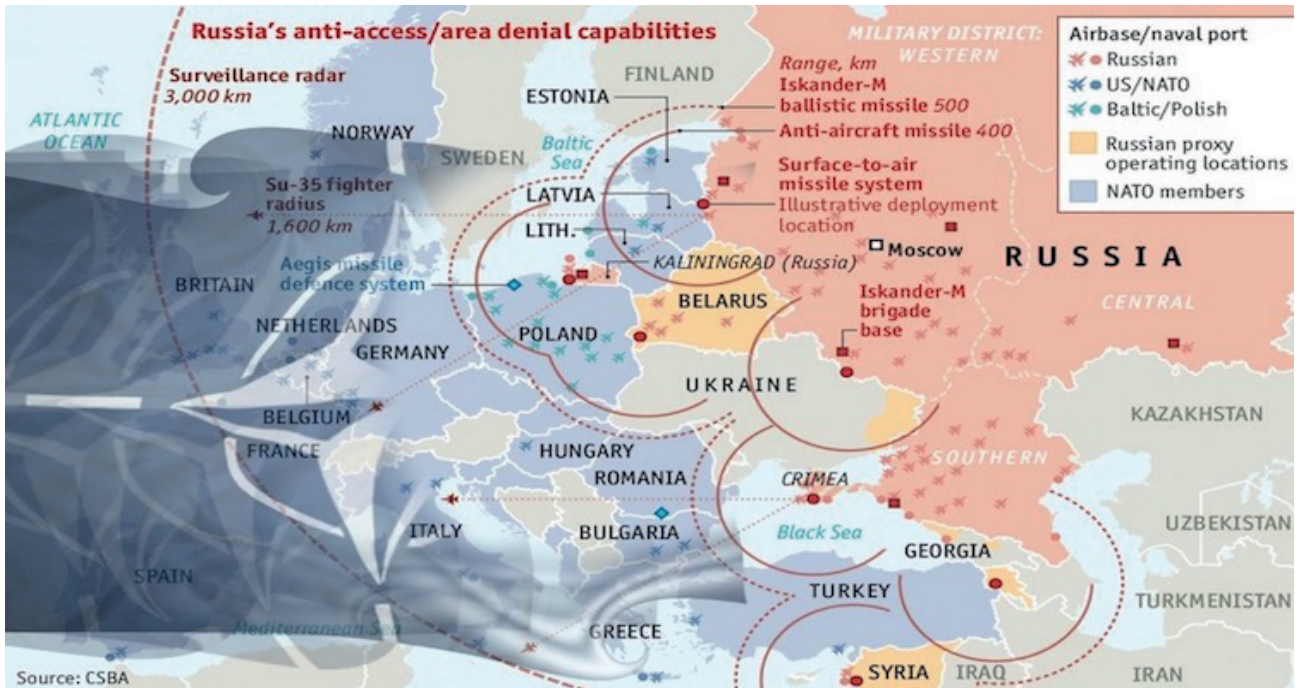 Russia's anti-access/area denial capabilities
Surveillance radar
3,000 km
ATLANTIC
OCEAN
NORWAY
SWEDEN
FINLAND
ESTONIA
Baltic
Sea
MILITARY DISTRICT:
WESTERN
Range, km
Iskander-M
ballistic missile 500
Anti-aircraft missile 400
Surface-to-air
missile system
Illustrative deployment
location
Airbase/naval port
Russian
US/NATO
Baltic/Polish
Russian proxy
operating locations
NATO members
Su-35 fighter
radius
1,600 km
LATVIA
LITH.
Aegis missile
defence system
KALININGRAD (Russia)
Moscow
RUSSIA
CENTRAL
BRITAIN
NETHERLANDS
GERMANY
POLAND
BELARUS
Iskander-M
brigade
base
BELGIUM
UKRAINE
KAZAKHSTAN
FRANCE
HUNGARY
ROMANIA
CRIMEA
SOUTHERN
ITALY
BULGARIA
Black Sea
GEORGIA
UZBEKISTAN
SPAIN
TURKEY
TURKMENISTAN
Mediterranean Sea
GREECE
SYRIA
IRAQ
IRAN
Source: CSBA